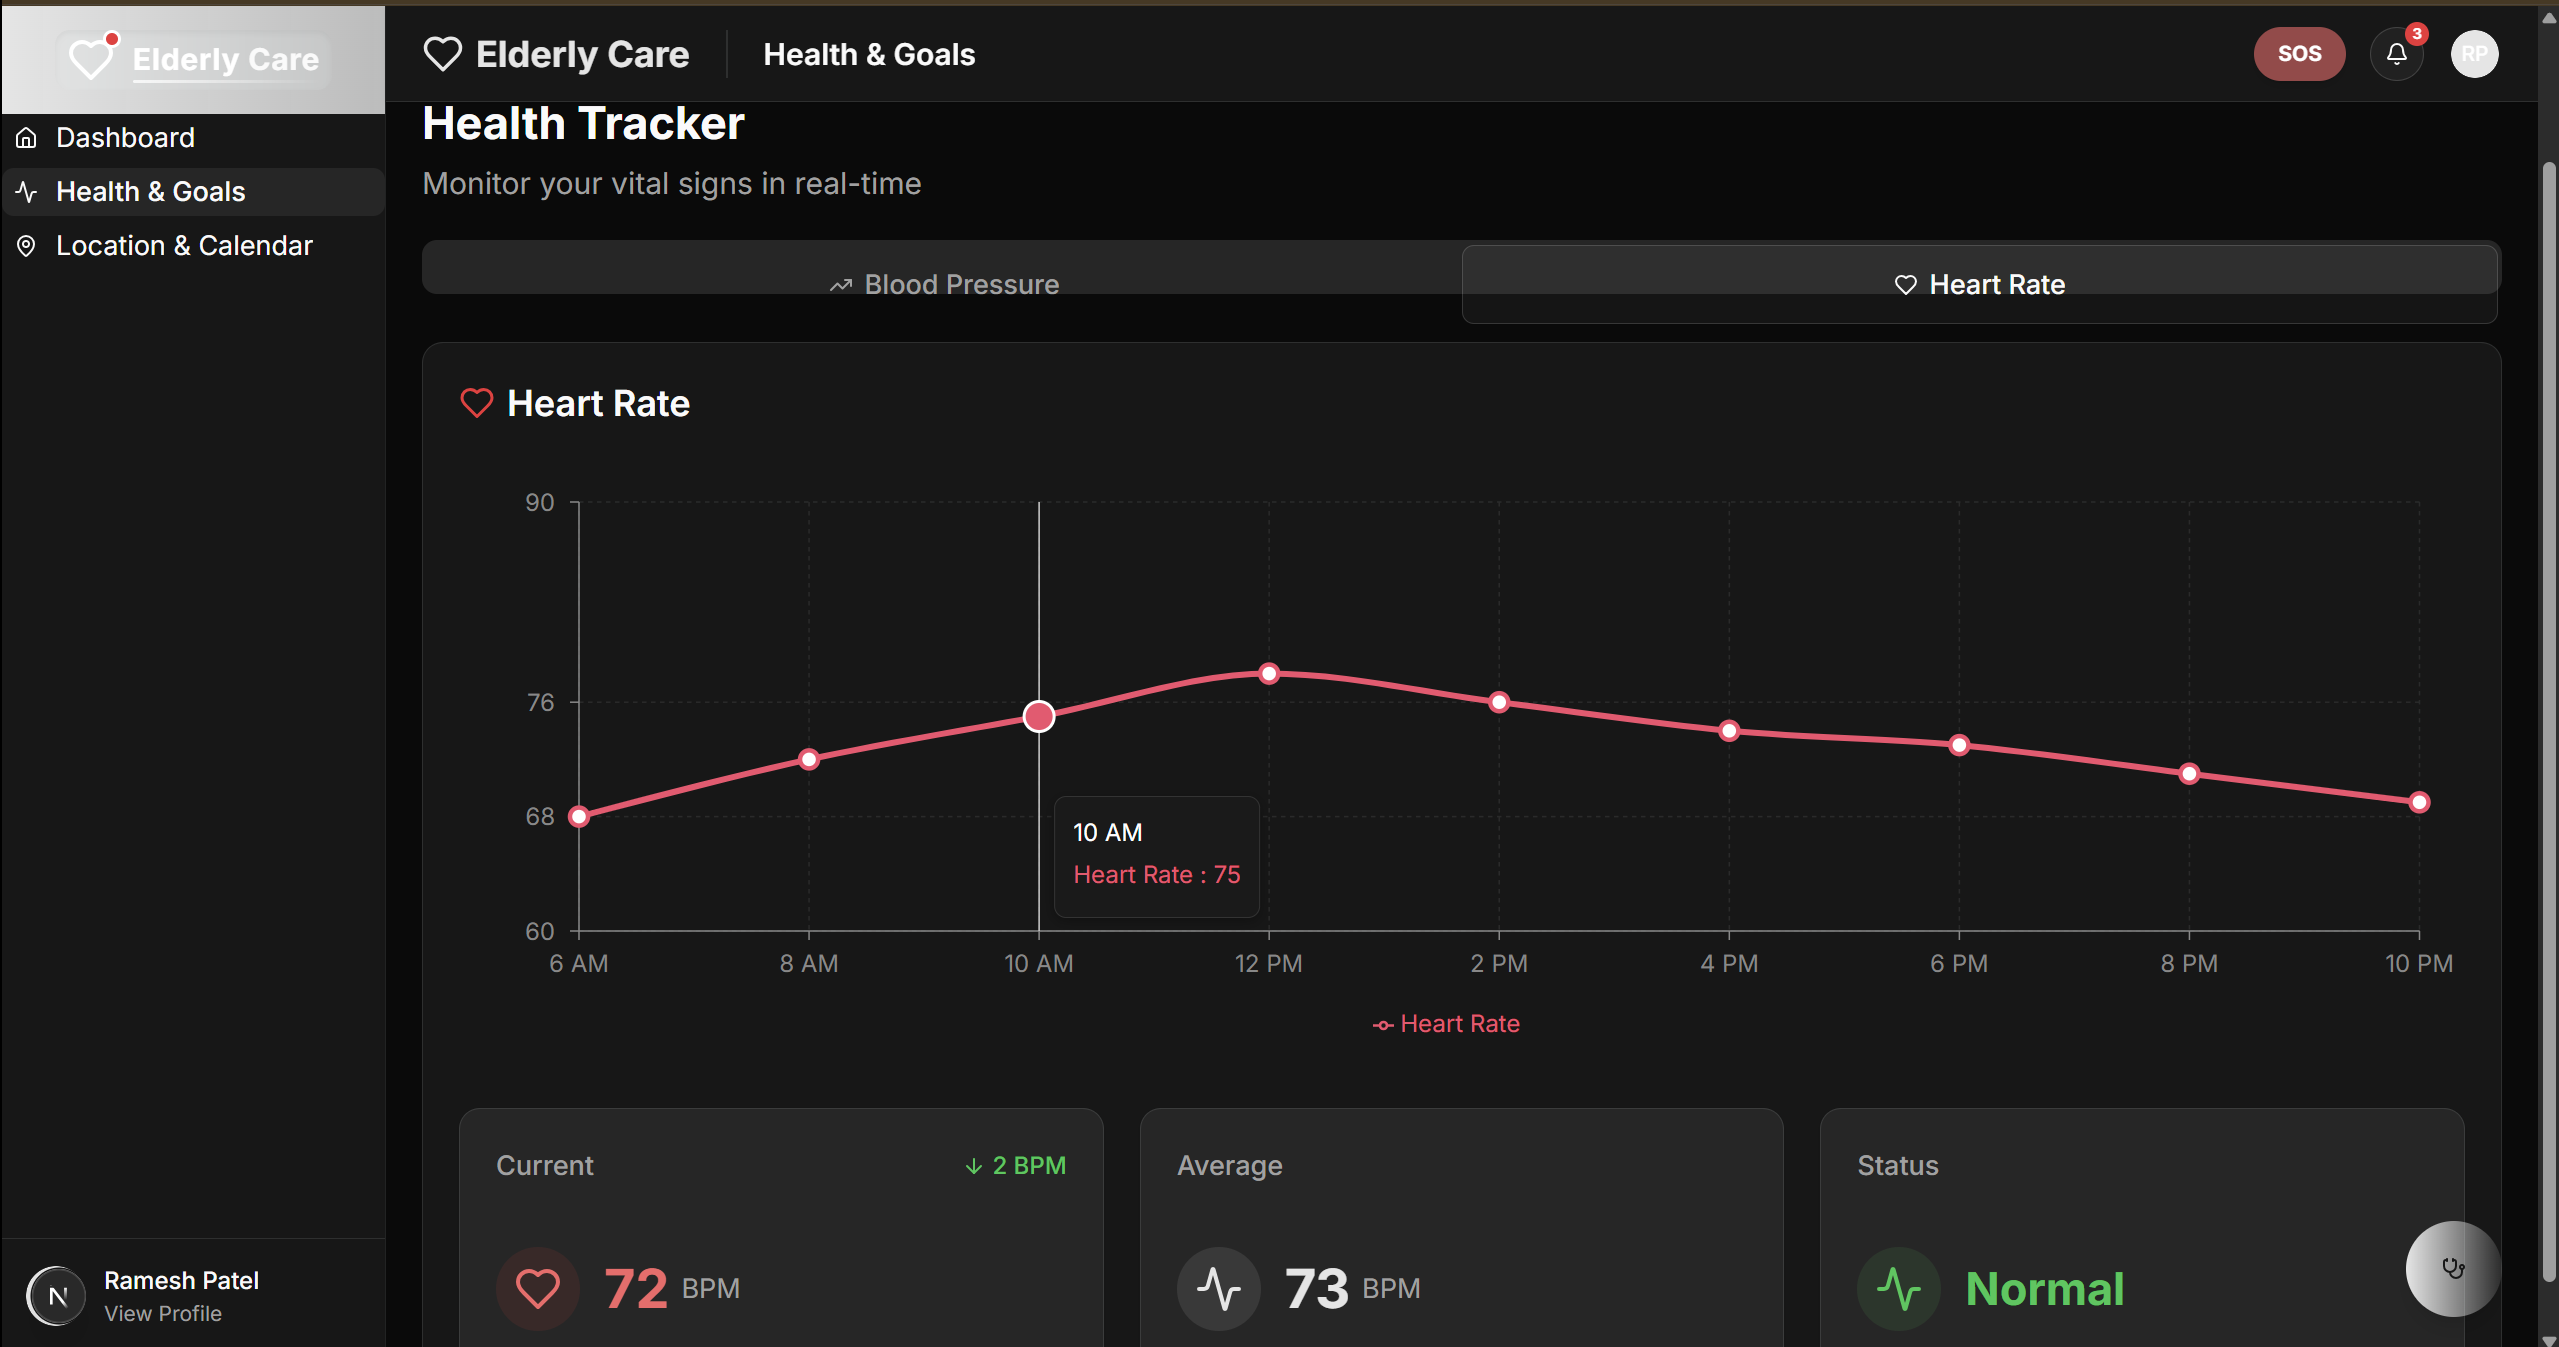 Elderly Care
Dashboard
Health & Goals
Location & Calendar
Ramesh Patel
View Profile
N
Elderly Care
Health & Goals
SOS
3
RP
Health Tracker
Monitor your vital signs in real-time
Blood Pressure
Heart Rate
Heart Rate
90
76
68
60
10 AM
Heart Rate : 75
6 AM
8 AM
10 AM
12 PM
2 PM
4 PM
6 PM
8 PM
10 PM
Heart Rate
Current
2 BPM
72 BPM
Average
73 BPM
Status
Normal